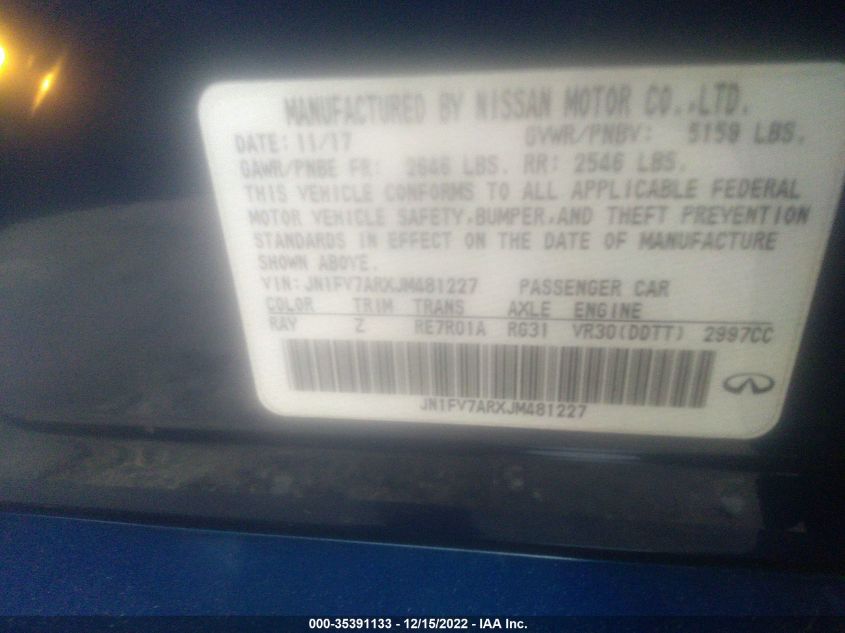 MANUFACTURED BY NISSAN MOTOR CO.,LTD.
DATE: 11/17 GVWR/PNBV: 5159 LBS.
GAWR/PNBE FR: 2646 LBS. RR: 2546 LBS.
THIS VEHICLE CONFORMS TO ALL APPLICABLE FEDERAL
MOTOR VEHICLE SAFETY,BUMPER,AND THEFT PREVENTION
STANDARDS IN EFFECT ON THE DATE OF MANUFACTURE
SHOWN ABOVE.
VIN: JN1FV7ARXJM481227 PASSENGER CAR
COLOR TRIM TRANS AXLE ENGINE
RAY Z RE7R01A RG31 VR30(DDTT) 2997CC
JN1FV7ARXJM481227
000-35391133 - 12/15/2022 - IAA Inc.